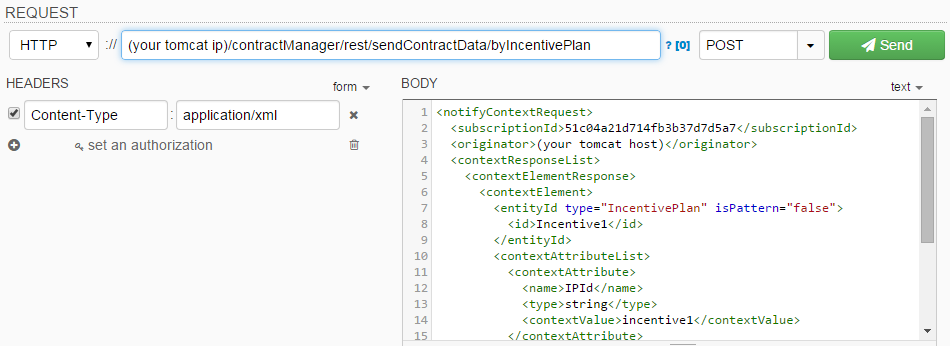 REQUEST
HTTP :// (your tomcat ip)/contractManager/rest/sendContractData/byIncentivePlan ? [0] POST Send
HEADERS form
Content-Type : application/xml
set an authorization
BODY text
1 <notifyContextRequest>
2 <subscriptionId>51c04a21d714fb3b37d7d5a7</subscriptionId>
3 <originator>(your tomcat host)</originator>
4 <contextResponseList>
5 <contextElementResponse>
6 <contextElement>
7 <entityId type="IncentivePlan" isPattern="false">
8 <id>Incentive1</id>
9 </entityId>
10 <contextAttributeList>
11 <contextAttribute>
12 <name>IPId</name>
13 <type>string</type>
14 <contextValue>incentive1</contextValue>
15 </contextAttribute>